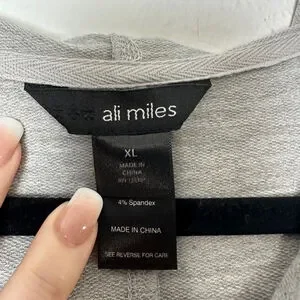 ali miles
XL
MADE IN
CHINA
4% Spandex
MADE IN CHINA
SEE REVERSE FOR CARE